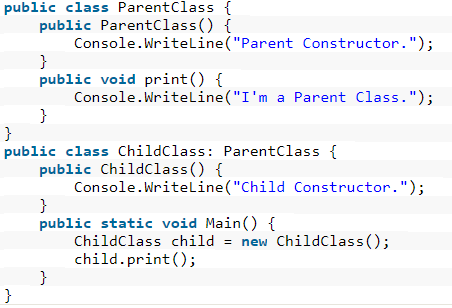 public class ParentClass {
    public ParentClass() {
        Console.WriteLine("Parent Constructor.");
    }
    public void print() {
        Console.WriteLine("I'm a Parent Class.");
    }
}
public class ChildClass: ParentClass {
    public ChildClass() {
        Console.WriteLine("Child Constructor.");
    }
    public static void Main() {
        ChildClass child = new ChildClass();
        child.print();
    }
}